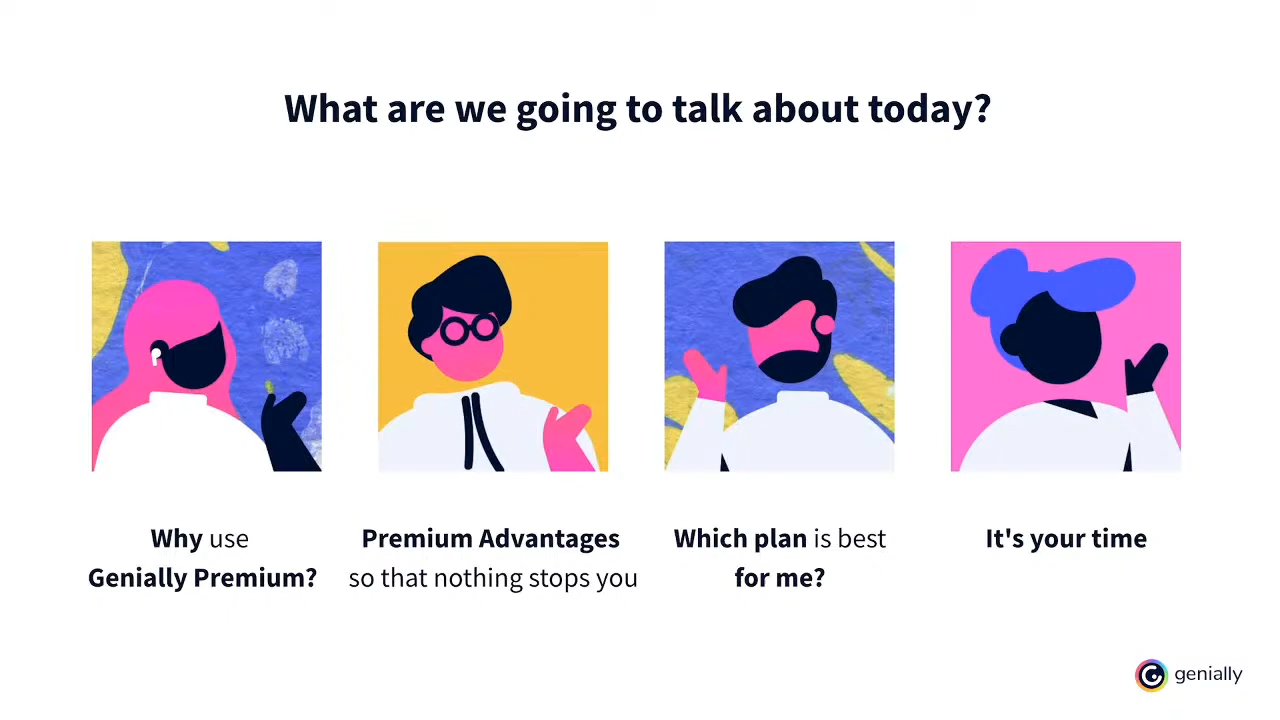 What are we going to talk about today?
Why use
Genially Premium?
Premium Advantages
so that nothing stops you
Which plan is best
for me?
It's your time
genially